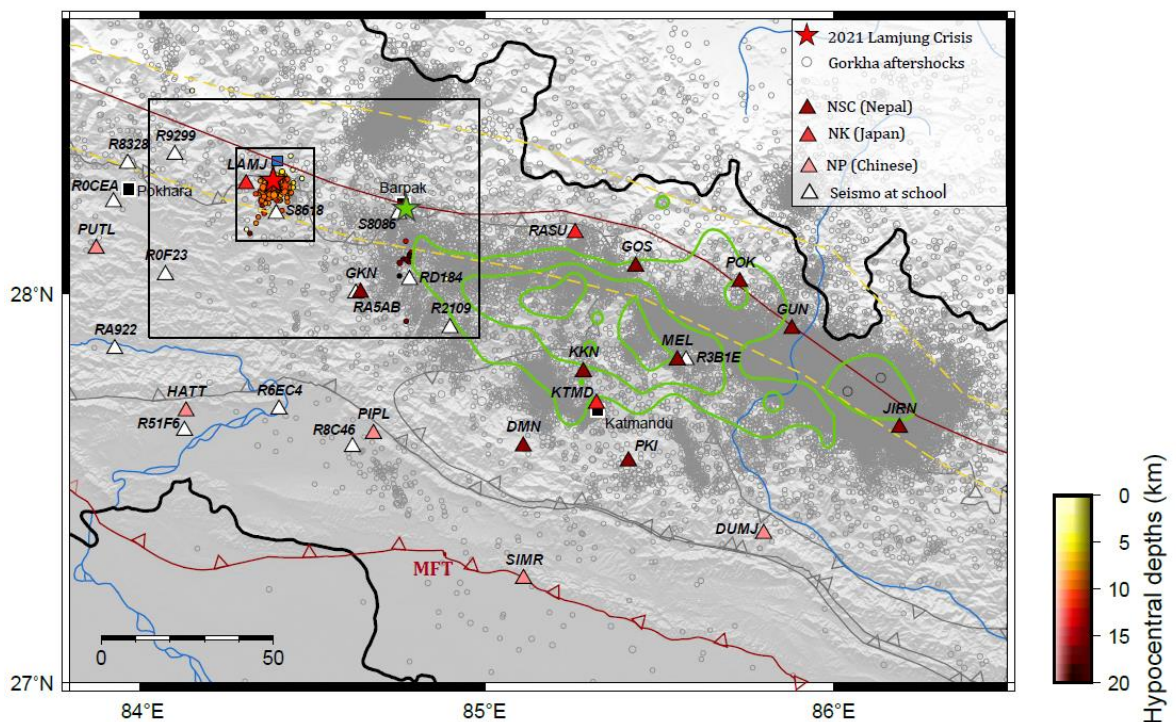 2021 Lamjung Crisis
Gorkha aftershocks
NSC (Nepal)
NK (Japan)
NP (Chinese)
Seismo at school
R9299
R8328
LAMJ
R0CEA
Pokhara
Barpak
S8618
S8086
RASU
PUTL
GOS
R0F23
POK
GKN
RD184
28°N
RA5AB
R2109
GUN
RA922
MEL
KKN
R3B1E
HATT
R6EC4
KTMD
R51F6
PIPL
Katmandu
JIRN
R8C46
DMN
PKI
DUMJ
MFT
SIMR
0
50
27°N
84°E
85°E
86°E
0
5
10
15
20
Hypocentral depths (km)